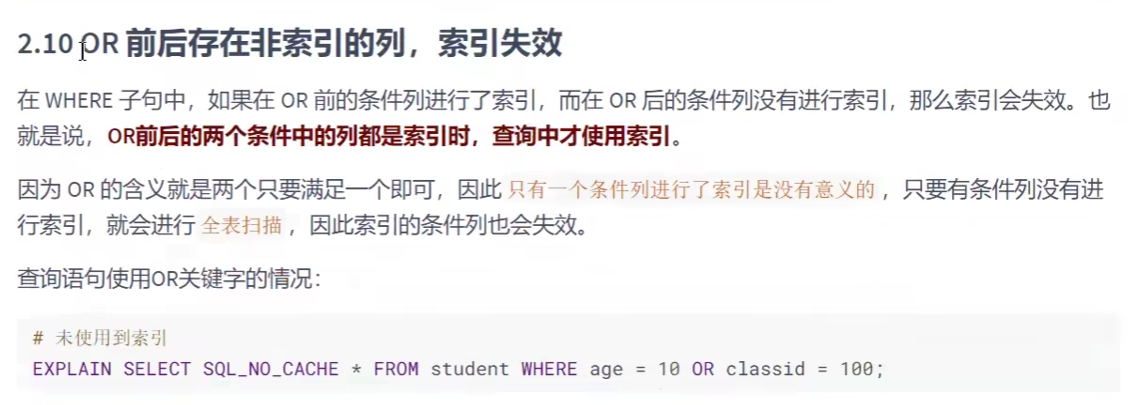 2.10 OR 前后存在非索引的列，索引失效
在 WHERE 子句中，如果在 OR 前的条件列进行了索引，而在 OR 后的条件列没有进行索引，那么索引会失效。也
就是说，OR前后的两个条件中的列都是索引时，查询中才使用索引。
因为 OR 的含义就是两个只要满足一个即可，因此 只有一个条件列进行了索引是没有意义的 ，只要有条件列没有进
行索引，就会进行 全表扫描 ，因此索引的条件列也会失效。
查询语句使用OR关键字的情况：
# 未使用到索引
EXPLAIN SELECT SQL_NO_CACHE * FROM student WHERE age = 10 OR classid = 100;